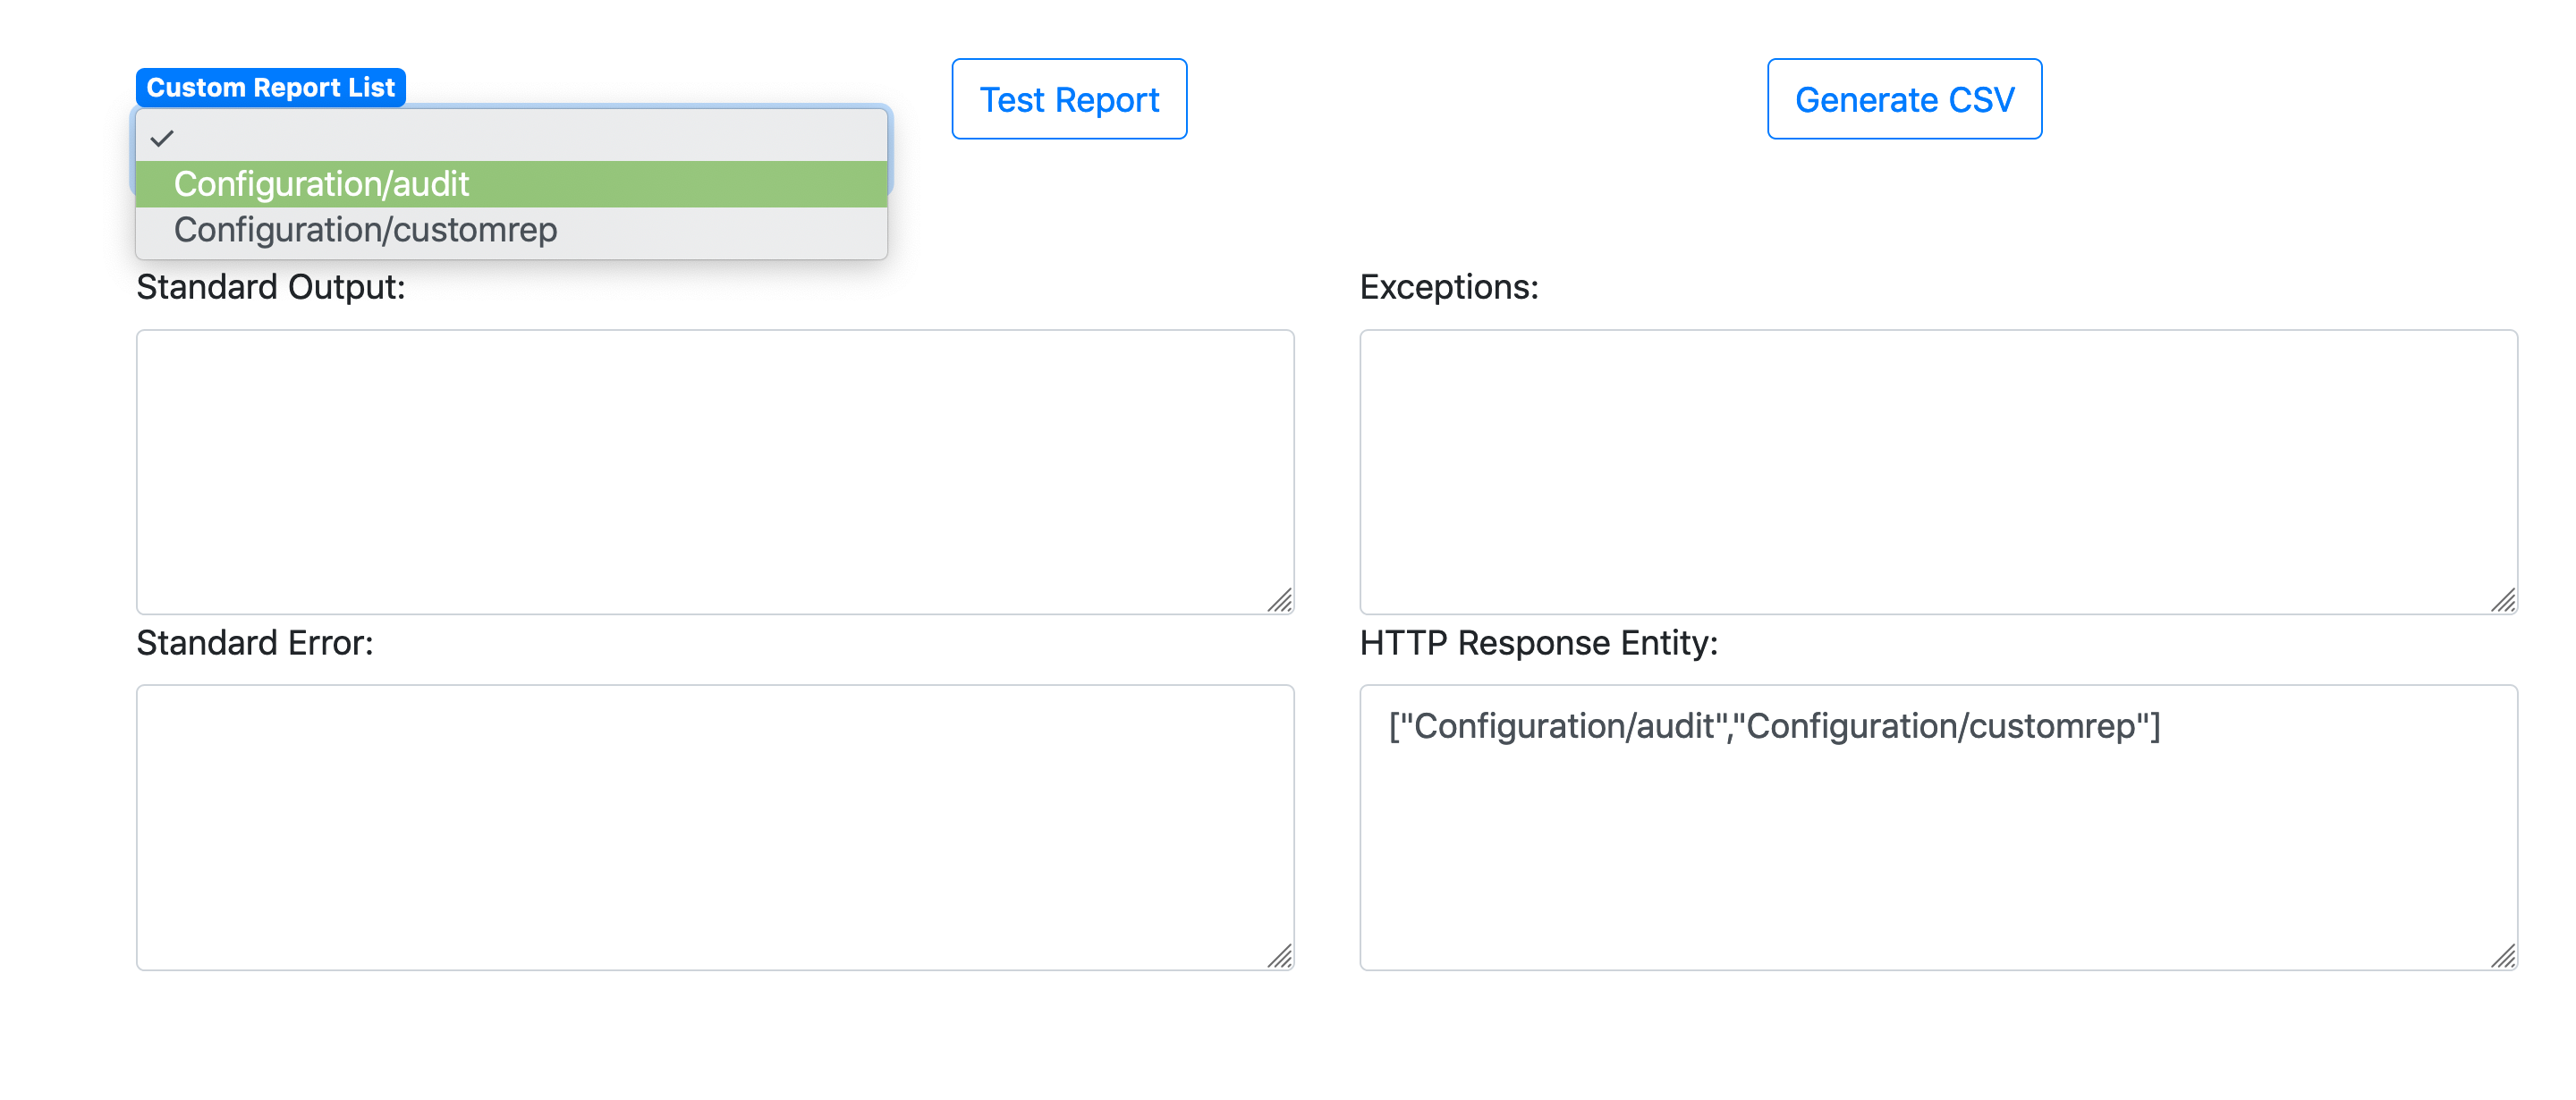 Custom Report List
Test Report
Generate CSV
Configuration/audit
Configuration/customrep
Standard Output:
Exceptions:
Standard Error:
HTTP Response Entity:
["Configuration/audit","Configuration/customrep"]